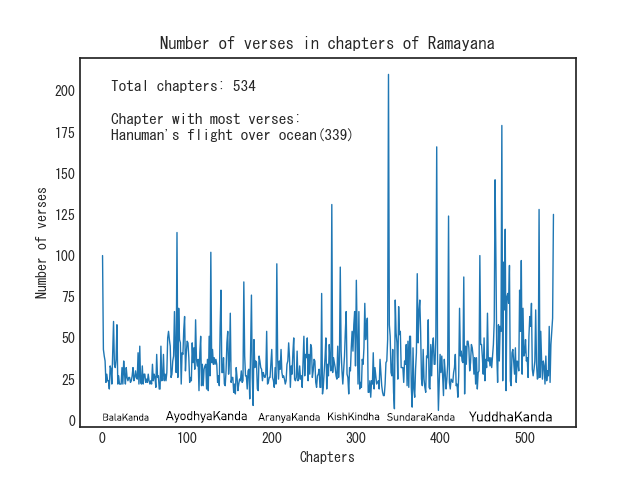 Number of verses in chapters of Ramayana
Total chapters: 534
Chapter with most verses:
Hanuman's flight over ocean(339)
Number of verses
200
175
150
125
100
75
50
25
0
BalaKanda AyodhyaKanda AranyaKanda KishKindha SundaraKanda YuddhaKanda
0 100 200 300 400 500
Chapters